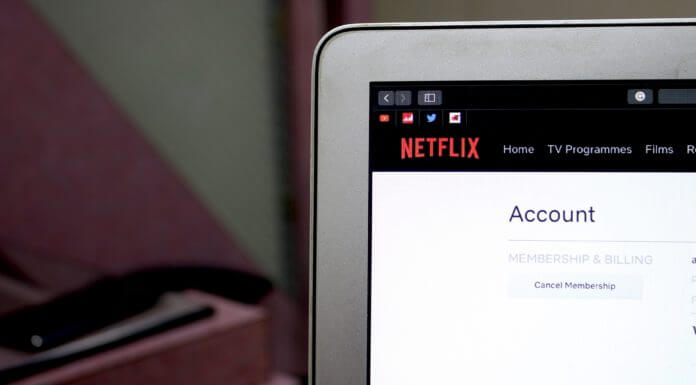 NETFLIX Home TV Programmes Films
Account
MEMBERSHIP & BILLING
Cancel Membership